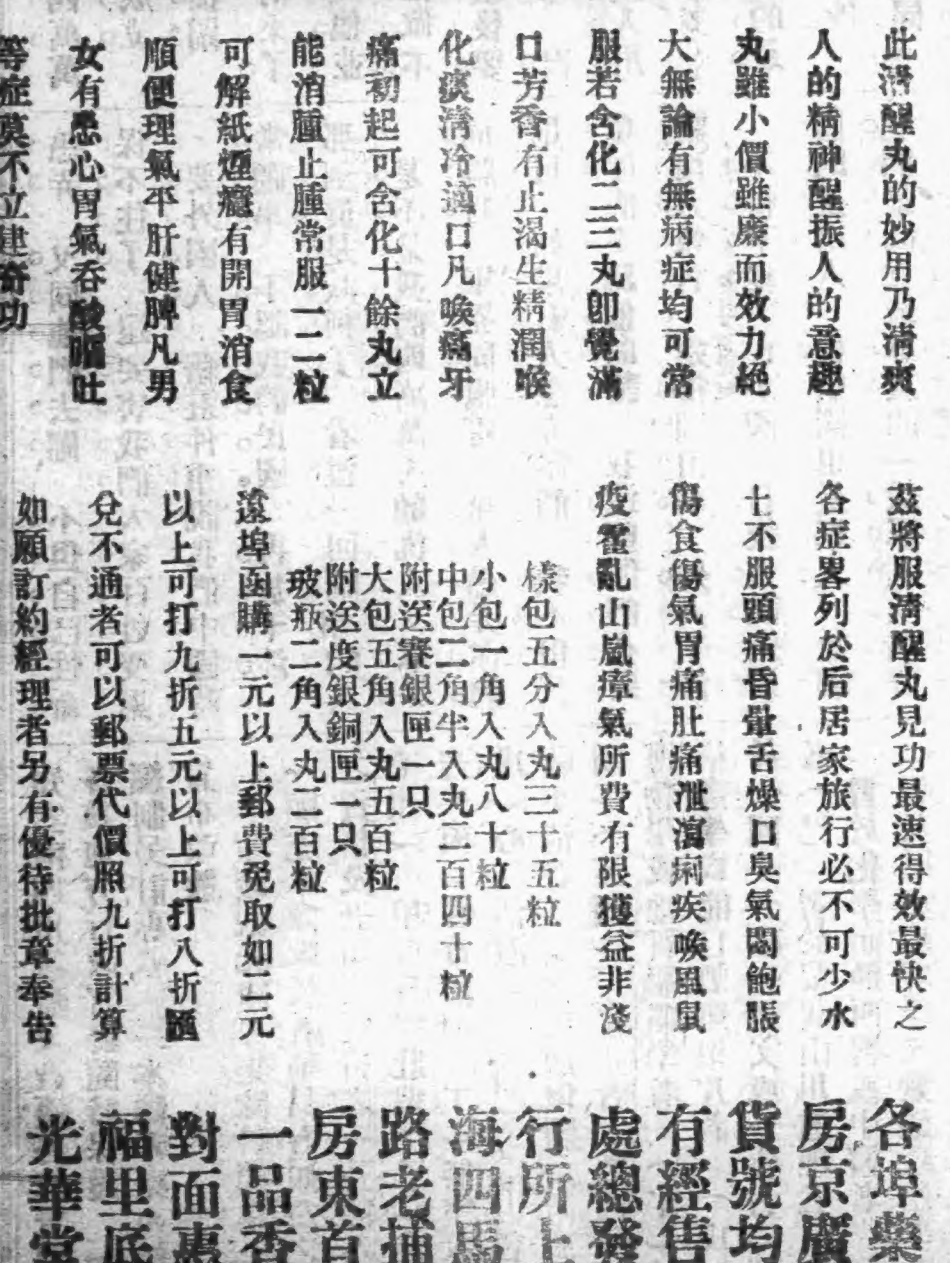 此清醒丸的妙用乃清爽
人的精神醒振人的意趣
丸雖小價雖廉而效力絕
大無論有無病症均可常
服若含化二三丸卽覺滿
口芳香有止渴生精潤喉
化痰清冷適口凡喉痛牙
痛初起可含化十餘丸立
能消腫止腫常服一二粒
可解紙煙癮有開胃消食
順便理氣平肝健脾凡男
女有惡心胃氣吞酸嘔吐
等症莫不立建奇功
茲將服淸醒丸見功最速得效最快之
各症畧列於后居家旅行必不可少水
土不服頭痛昏暈舌燥口臭氣悶飽脹
傷食傷氣胃痛肚痛泄瀉痢疾喉風鼠
疫霍亂山嵐瘴氣所費有限獲益非淺
樣包五分入丸三十五粒
小包一角入丸八十粒
中包二角半入丸二百四十粒
附送賽銀匣一只
大包五角入丸五百粒
附送度銀銅匣一只
玻瓶二角入丸二百粒
遠埠函購一元以上郵費免取如二元
以上可打九折五元以上可打八折匯
兌不通者可以郵票代價照九折計算
如願訂約經理者另有優待批章奉告
各埠藥
房京廣
貨號均
有經售
處總發
行所上
海四馬
路老捕
房東首
一品香
對面惠
福里底
光華堂